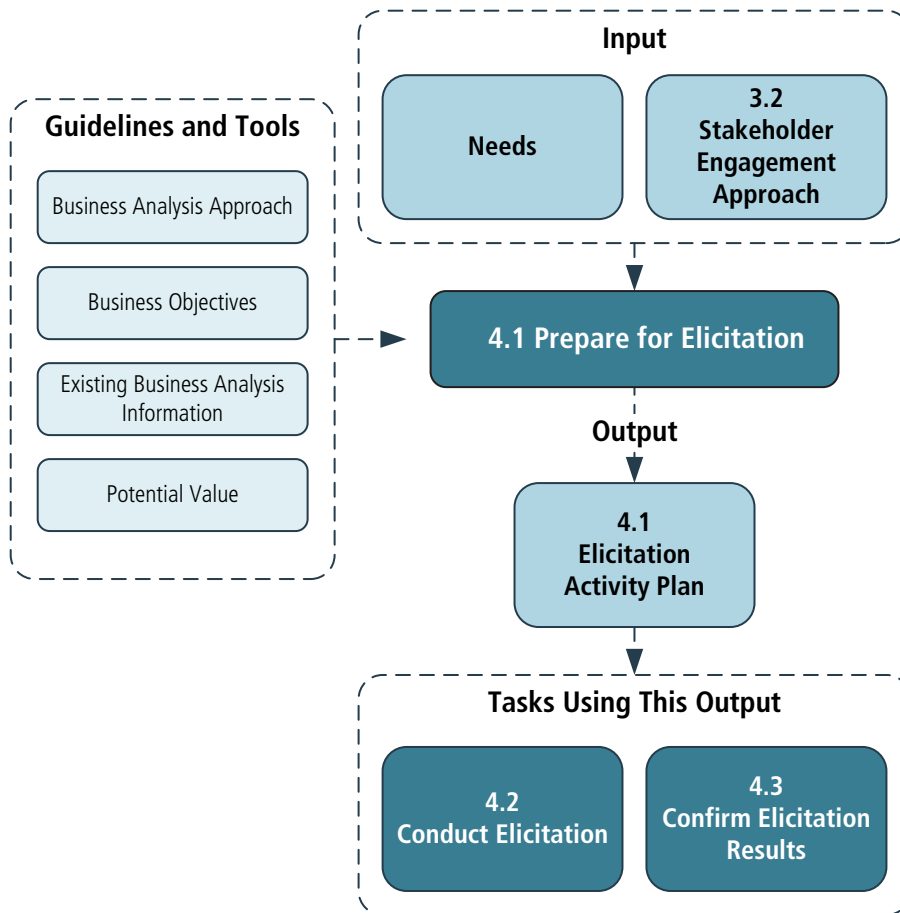 Input
Needs
3.2
Stakeholder
Engagement
Approach
Guidelines and Tools
Business Analysis Approach
Business Objectives
Existing Business Analysis
Information
Potential Value
4.1 Prepare for Elicitation
Output
4.1
Elicitation
Activity Plan
Tasks Using This Output
4.2
Conduct Elicitation
4.3
Confirm Elicitation
Results